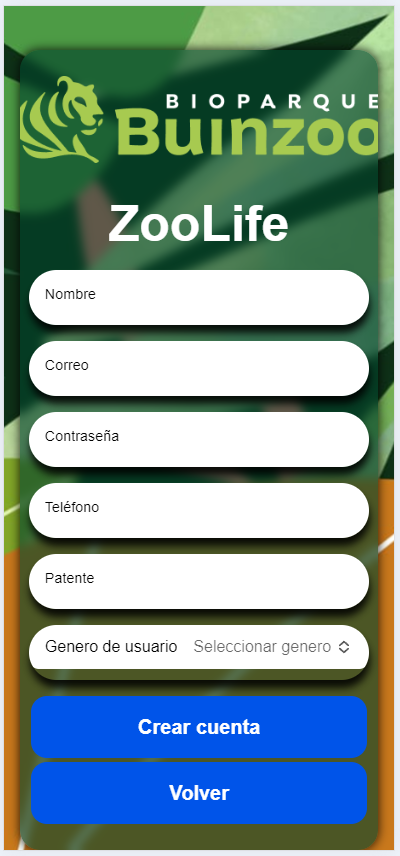 BIOPARQUE
Buinzoo
ZooLife
Nombre
Correo
Contraseña
Teléfono
Patente
Genero de usuario Seleccionar genero
Crear cuenta
Volver